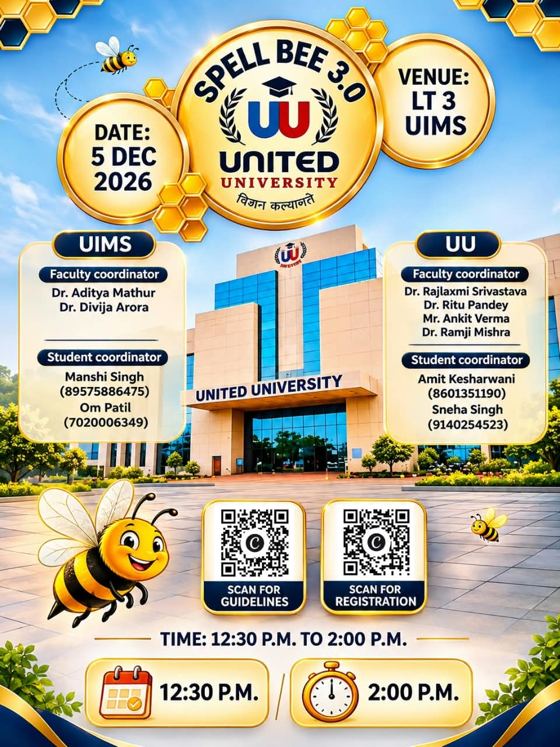 SPELL BEE 3.0
UU
UNITED
UNIVERSITY
DATE:
5 DEC
2026
VENUE:
LT 3
UIMS
UIMS
Faculty coordinator
Dr. Aditya Mathur
Dr. Divija Arora
Student coordinator
Manshi Singh
(89575886475)
Om Patil
(7020006349)
UU
Faculty coordinator
Dr. Rajlaxmi Srivastava
Dr. Ritu Pandey
Mr. Ankit Verma
Dr. Ramji Mishra
Student coordinator
Amit Kesharwani
(8601351190)
Sneha Singh
(9140254523)
UU
UNITED UNIVERSITY
C
SCAN FOR
GUIDELINES
C
SCAN FOR
REGISTRATION
TIME: 12:30 P.M. TO 2:00 P.M.
12:30 P.M.
2:00 P.M.